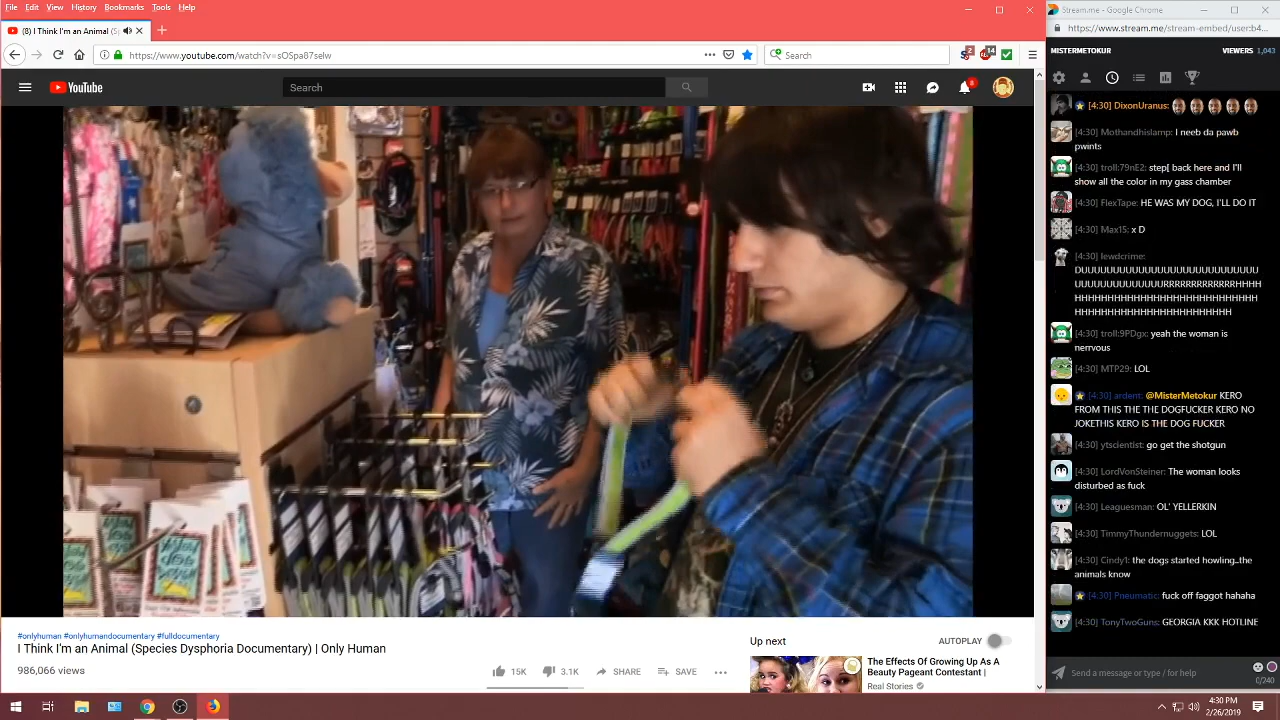 File Edit View History Bookmarks Tools Help
(8) I Think I'm an Animal (Sp
https://www.youtube.com/watch?v=sOSpa87selw
Search
YouTube
Search
8
#onlyhuman #onlyhumandocumentary #fulldocumentary
I Think I'm an Animal (Species Dysphoria Documentary) | Only Human
986,066 views
15K
3.1K
SHARE
SAVE
Up next
AUTOPLAY
The Effects Of Growing Up As A
Beauty Pageant Contestant |
Real Stories
Stream.me - Google Chrome
https://www.stream.me/stream-embed/user:b4...
MISTERMETOKUR
VIEWERS 1,043
[4:30] DixonUranus:
[4:30] Mothandhislamp: I neeb da pawb
pwints
[4:30] troll:79nE2: step[ back here and I'll
show all the color in my gass chamber
[4:30] FlexTape: HE WAS MY DOG, I'LL DO IT
[4:30] Max15: x D
[4:30] lewdcrime:
[4:30] troll:9PDgx: yeah the woman is
nerrvous
[4:30] MTP29: LOL
[4:30] ardent: @MisterMetokur KERO
FROM THIS THE THE DOGFUCKER KERO NO
JOKETHIS KERO IS THE DOG FUCKER
[4:30] ytscientist: go get the shotgun
[4:30] LordVonSteiner: The woman looks
disturbed as fuck
[4:30] Leaguesman: OL' YELLERKIN
[4:30] TimmyThundernuggets: LOL
[4:30] Cindy1: the dogs started howling..the
animals know
[4:30] Pneumatic: fuck off faggot hahaha
[4:30] TonyTwoGuns: GEORGIA KKK HOTLINE
Send a message or type / for help
0/240
4:30 PM
2/26/2019